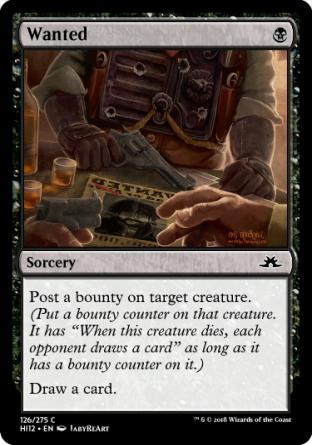 Wanted
WANTED
Sorcery
Post a bounty on target creature.
(Put a bounty counter on that creature.
It has “When this creature dies, each
opponent draws a card” as long as it
has a bounty counter on it.)
Draw a card.
126/275 C
HI12 • EN JABYREART
™ & © 2018 Wizards of the Coast